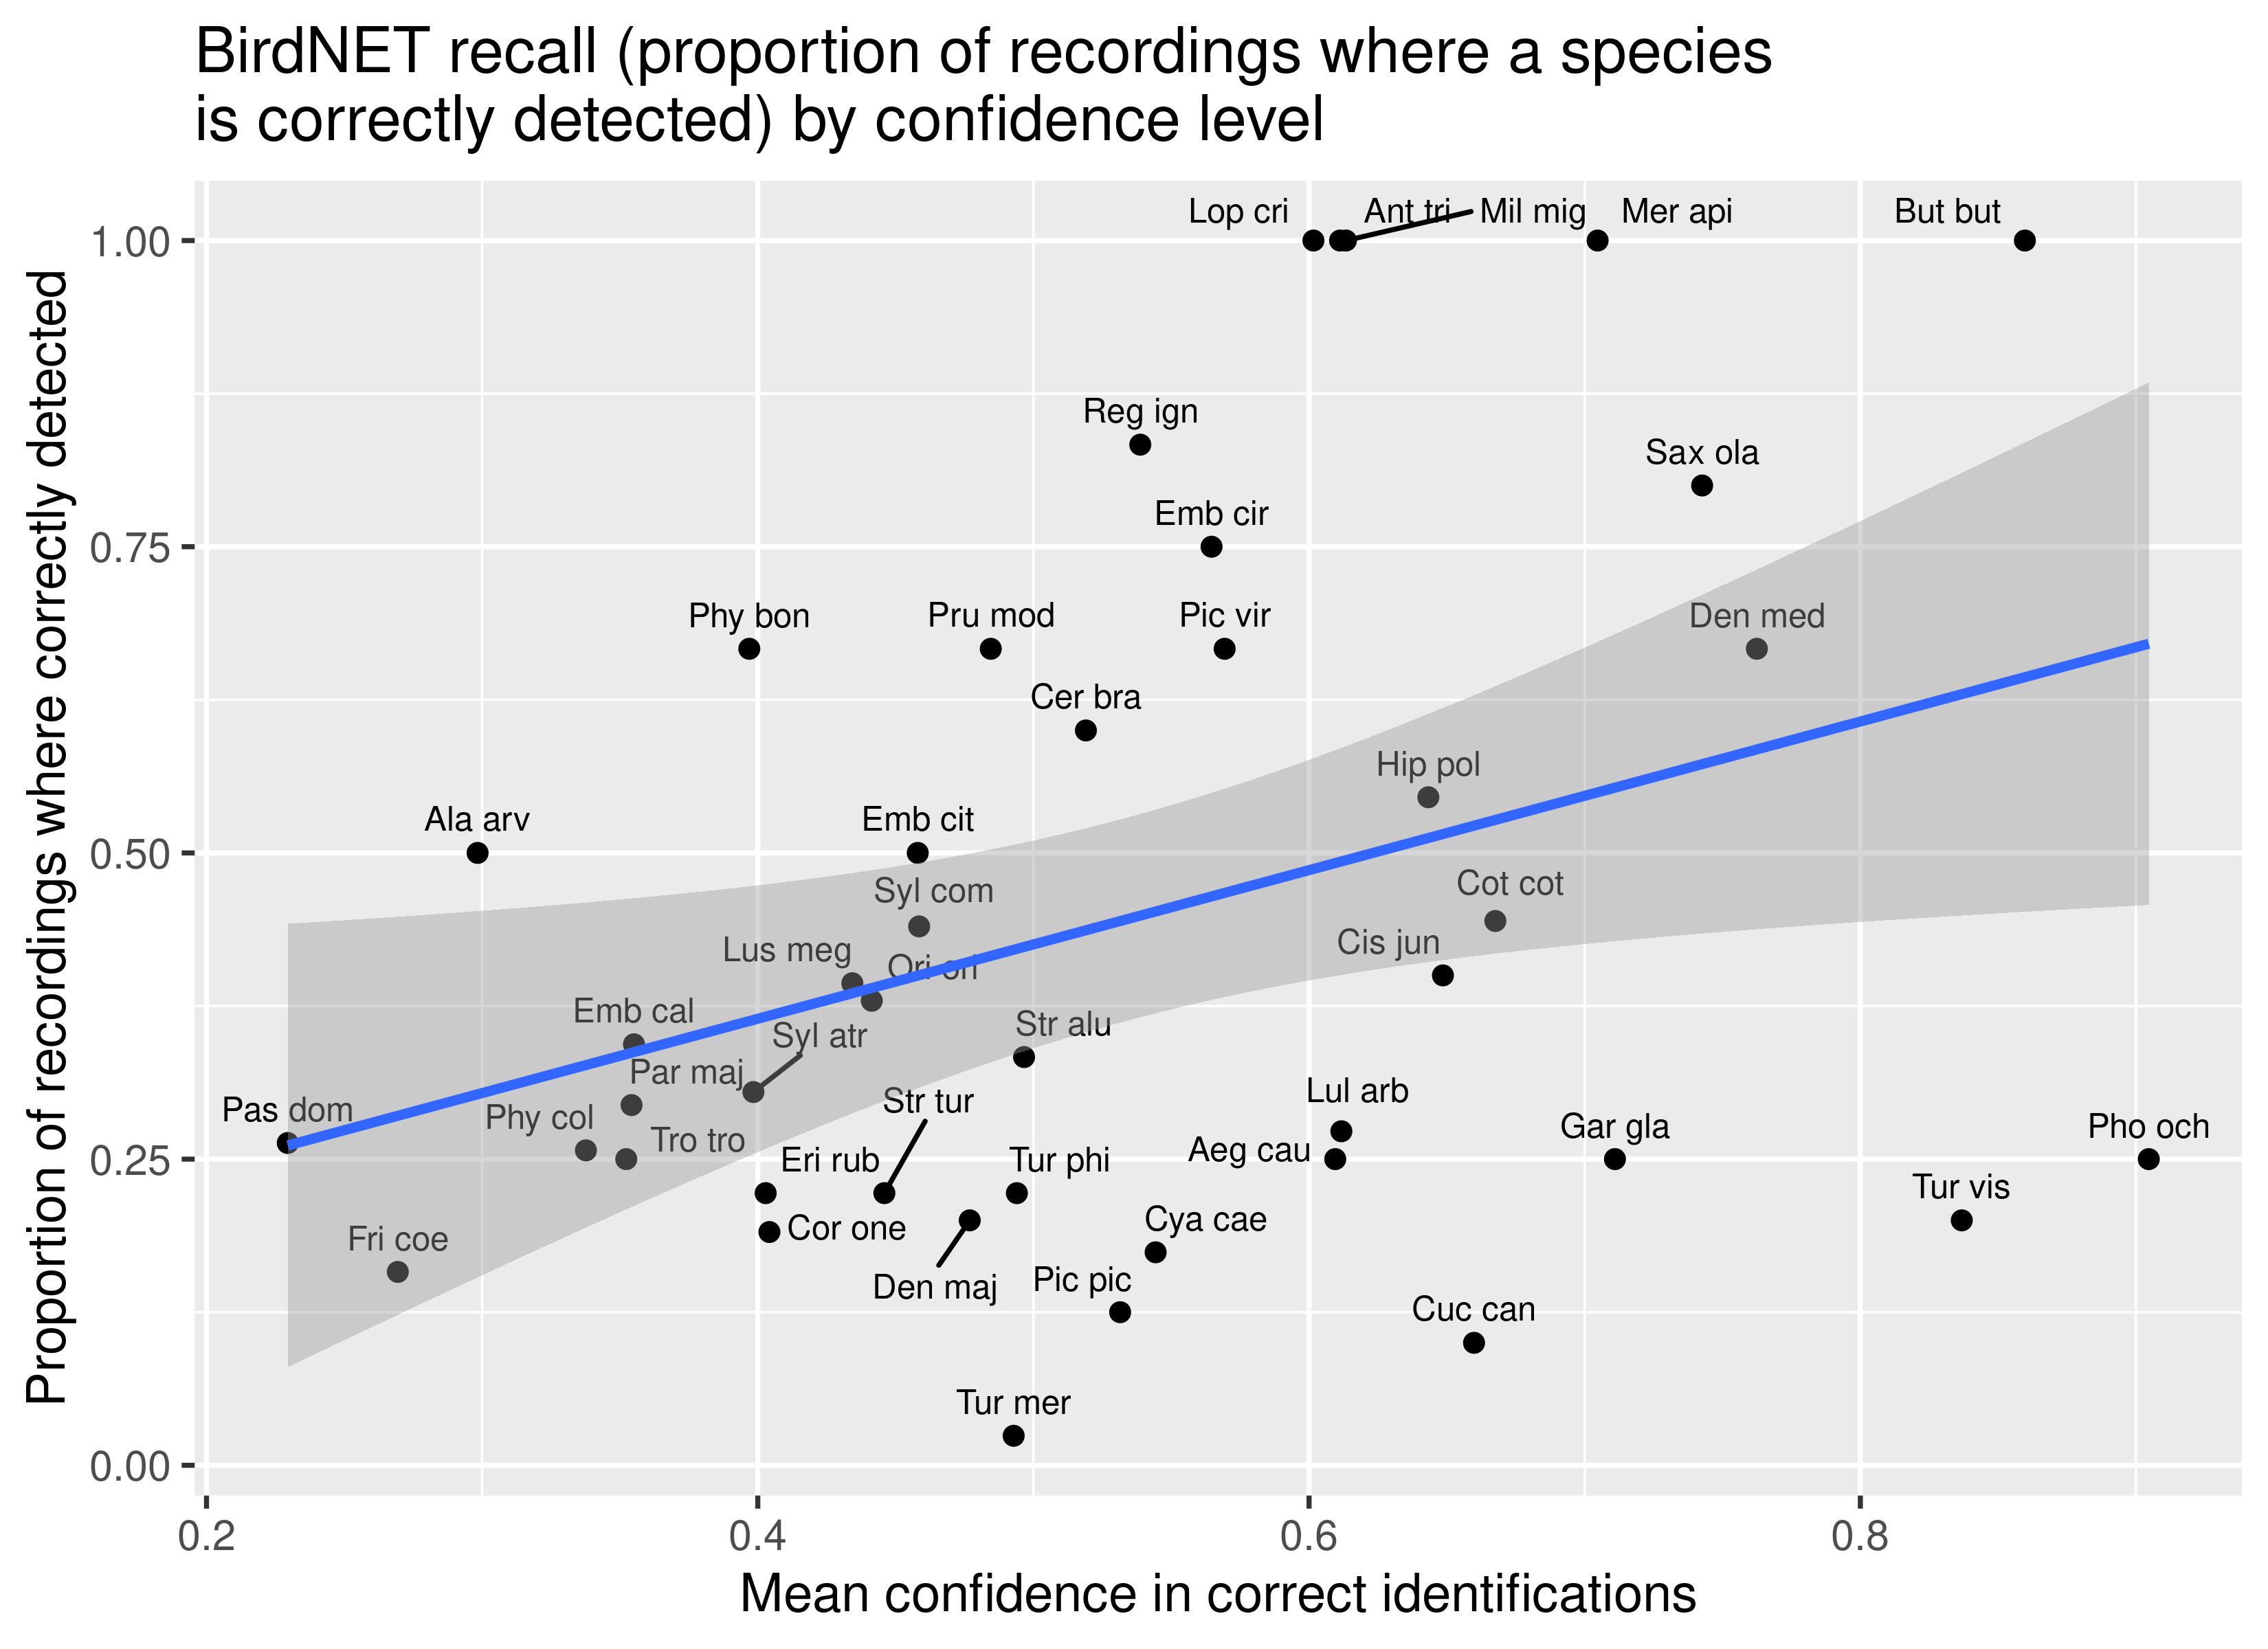 BirdNET recall (proportion of recordings where a species
is correctly detected) by confidence level
Proportion of recordings where correctly detected
1.00
0.75
0.50
0.25
0.00
Lop cri
Ant tri
Mil mig
Mer api
But but
Reg ign
Sax ola
Emb cir
Phy bon
Pru mod
Pic vir
Den med
Cer bra
Hip pol
Ala arv
Emb cit
Syl com
Cot cot
Lus meg
Ori ori
Cis jun
Emb cal
Syl atr
Str alu
Par maj
Pas dom
Phy col
Str tur
Lul arb
Tro tro
Eri rub
Tur phi
Aeg cau
Gar gla
Pho och
Fri coe
Cor one
Cya cae
Tur vis
Den maj
Pic pic
Cuc can
Tur mer
0.2
0.4
0.6
0.8
Mean confidence in correct identifications